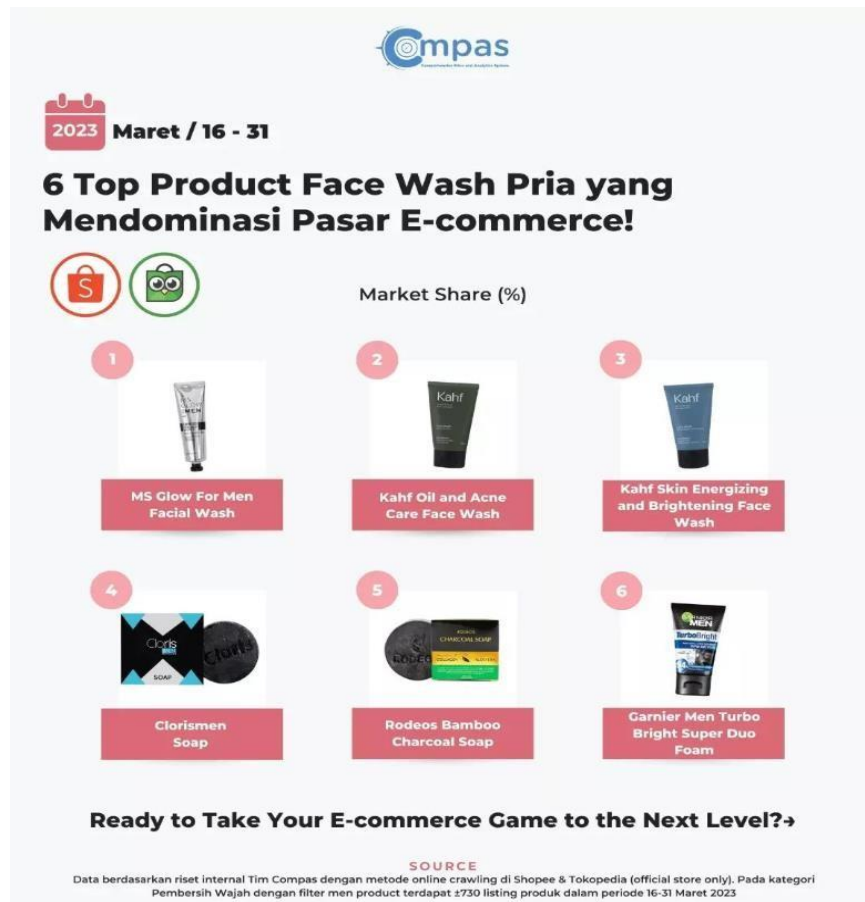 Compas
2023 Maret / 16 - 31
6 Top Product Face Wash Pria yang
Mendominasi Pasar E-commerce!
S
Market Share (%)
1
2
3
MEN
Kahf
Kahf
MS Glow For Men
Facial Wash
Kahf Oil and Acne
Care Face Wash
Kahf Skin Energizing
and Brightening Face
Wash
4
5
6
Cloris
SOAP
Cloris
RODEO
CHARCOAL SOAP
GARNIER
MEN
TurboBright
Clorismen
Soap
Rodeos Bamboo
Charcoal Soap
Garnier Men Turbo
Bright Super Duo
Foam
Ready to Take Your E-commerce Game to the Next Level?→
SOURCE
Data berdasarkan riset internal Tim Compas dengan metode online crawling di Shopee & Tokopedia (official store only). Pada kategori
Pembersih Wajah dengan filter men product terdapat ±730 listing produk dalam periode 16-31 Maret 2023